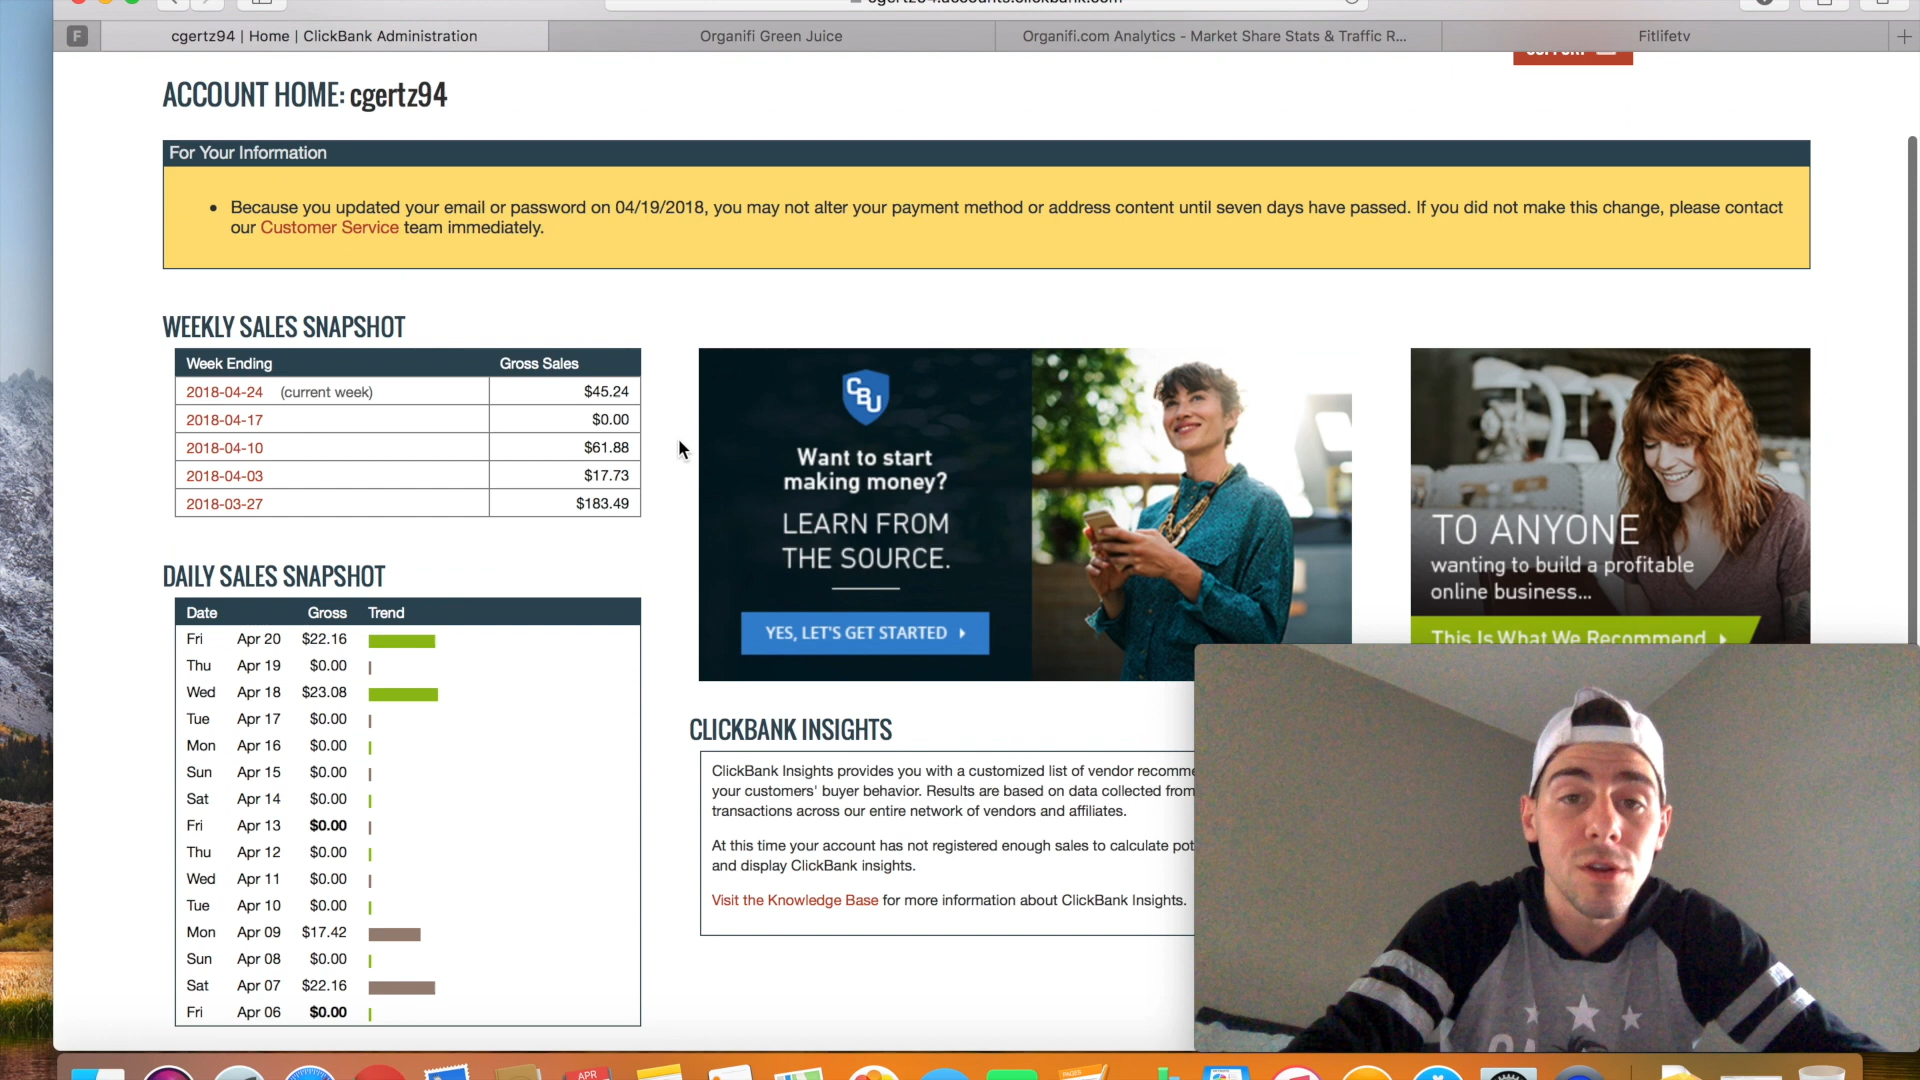 F
cgertz94 | Home | ClickBank Administration
Organifi Green Juice
Organifi.com Analytics - Market Share Stats & Traffic R...
Fitlifetv
ACCOUNT HOME: cgertz94
For Your Information
• Because you updated your email or password on 04/19/2018, you may not alter your payment method or address content until seven days have passed. If you did not make this change, please contact
our Customer Service team immediately.
WEEKLY SALES SNAPSHOT
Week Ending Gross Sales
2018-04-24 (current week) $45.24
2018-04-17 $0.00
2018-04-10 $61.88
2018-04-03 $17.73
2018-03-27 $183.49
DAILY SALES SNAPSHOT
Date Gross Trend
Fri Apr 20 $22.16
Thu Apr 19 $0.00
Wed Apr 18 $23.08
Tue Apr 17 $0.00
Mon Apr 16 $0.00
Sun Apr 15 $0.00
Sat Apr 14 $0.00
Fri Apr 13 $0.00
Thu Apr 12 $0.00
Wed Apr 11 $0.00
Tue Apr 10 $0.00
Mon Apr 09 $17.42
Sun Apr 08 $0.00
Sat Apr 07 $22.16
Fri Apr 06 $0.00
CBU
Want to start
making money?
LEARN FROM
THE SOURCE.
YES, LET'S GET STARTED
TO ANYONE
wanting to build a profitable
online business...
This Is What We Recommend
CLICKBANK INSIGHTS
ClickBank Insights provides you with a customized list of vendor
your customers' buyer behavior. Results are based on data collected from
transactions across our entire network of vendors and affiliates.
At this time your account has not registered enough sales to calculate
and display ClickBank insights.
Visit the Knowledge Base for more information about ClickBank Insights.
APR
PAGES